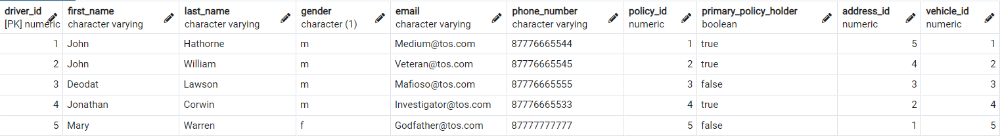 driver_id first_name last_name gender email phone_number policy_id primary_policy_holder address_id vehicle_id
[PK] numeric character varying character varying character (1) character varying character varying numeric boolean numeric numeric
1 John Hathorne m Medium@tos.com 87776665544 1 true 5 1
2 John William m Veteran@tos.com 87776665545 2 true 4 2
3 Deodat Lawson m Mafioso@tos.com 87776665555 3 false 3 3
4 Jonathan Corwin m Investigator@tos.com 87776665533 4 true 2 4
5 Mary Warren f Godfather@tos.com 87777777777 5 false 1 5